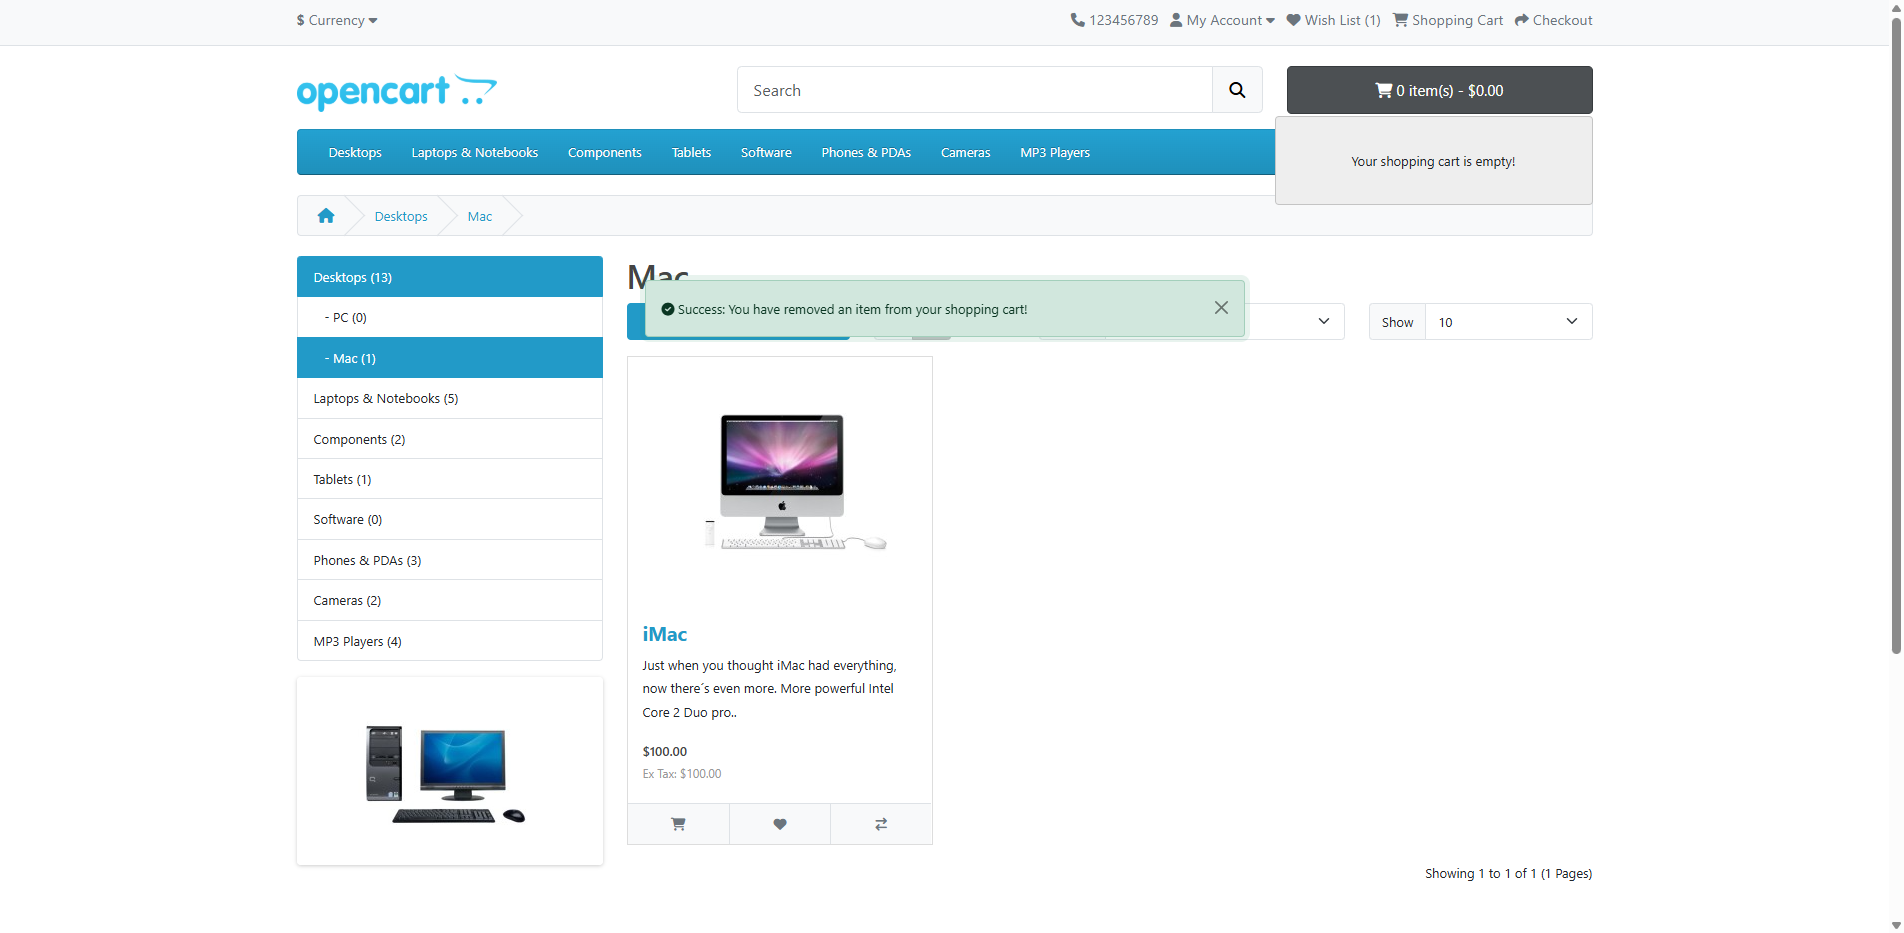 $ Currency
123456789 My Account Wish List (1) Shopping Cart Checkout
opencart
Search
0 item(s) - $0.00
Your shopping cart is empty!
Desktops Laptops & Notebooks Components Tablets Software Phones & PDAs Cameras MP3 Players
Desktops Mac
Desktops (13)
- PC (0)
- Mac (1)
Laptops & Notebooks (5)
Components (2)
Tablets (1)
Software (0)
Phones & PDAs (3)
Cameras (2)
MP3 Players (4)
Mac
Success: You have removed an item from your shopping cart!
Show 10
iMac
Just when you thought iMac had everything,
now there´s even more. More powerful Intel
Core 2 Duo pro..
$100.00
Ex Tax: $100.00
Showing 1 to 1 of 1 (1 Pages)